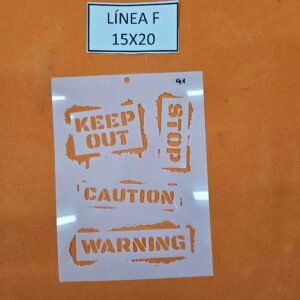 LÍNEA F
15X20
KEEP
OUT
STOP
CAUTION
WARNING